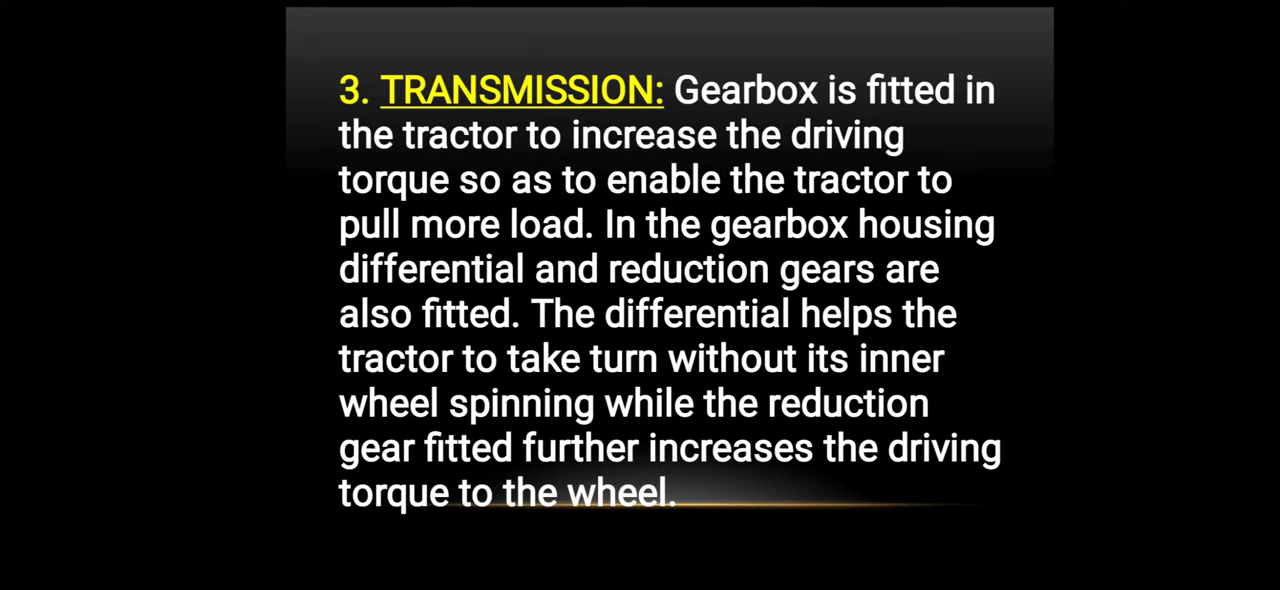 3. TRANSMISSION: Gearbox is fitted in
the tractor to increase the driving
torque so as to enable the tractor to
pull more load. In the gearbox housing
differential and reduction gears are
also fitted. The differential helps the
tractor to take turn without its inner
wheel spinning while the reduction
gear fitted further increases the driving
torque to the wheel.